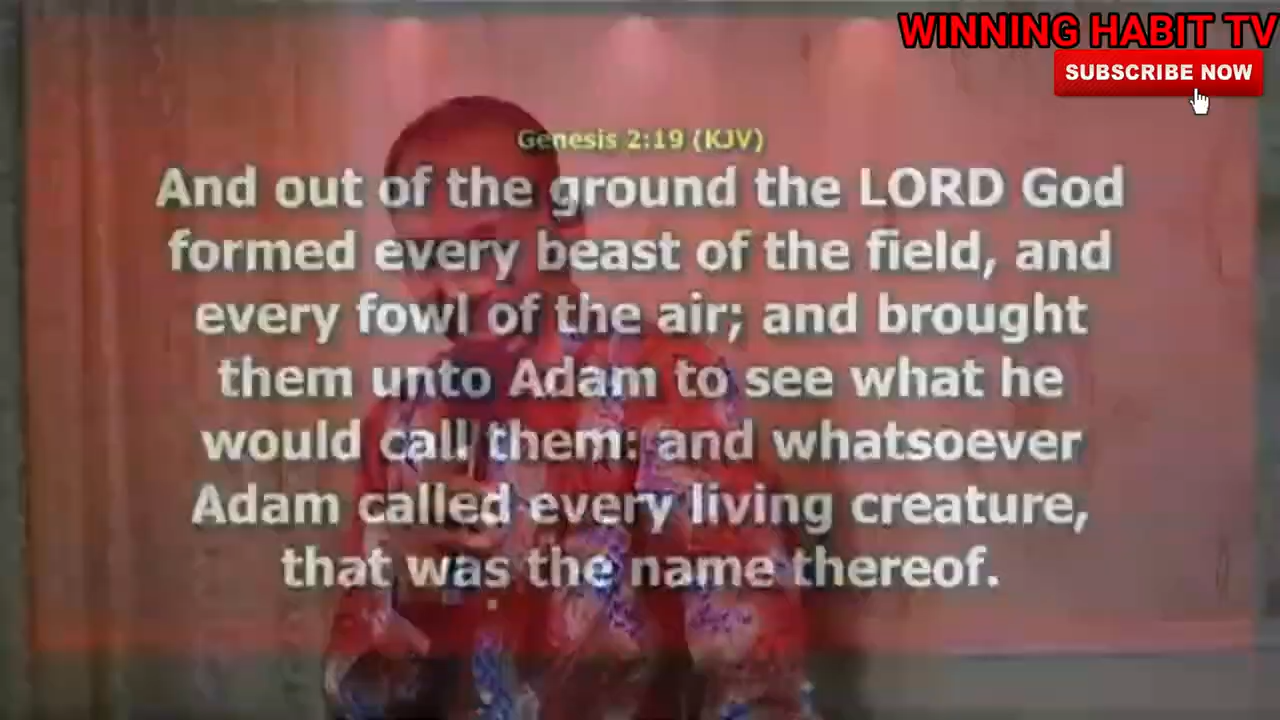 WINNING HABIT TV
SUBSCRIBE NOW
Genesis 2:19 (KJV)
And out of the ground the LORD God
formed every beast of the field, and
every fowl of the air; and brought
them unto Adam to see what he
would call them: and whatsoever
Adam called every living creature,
that was the name thereof.